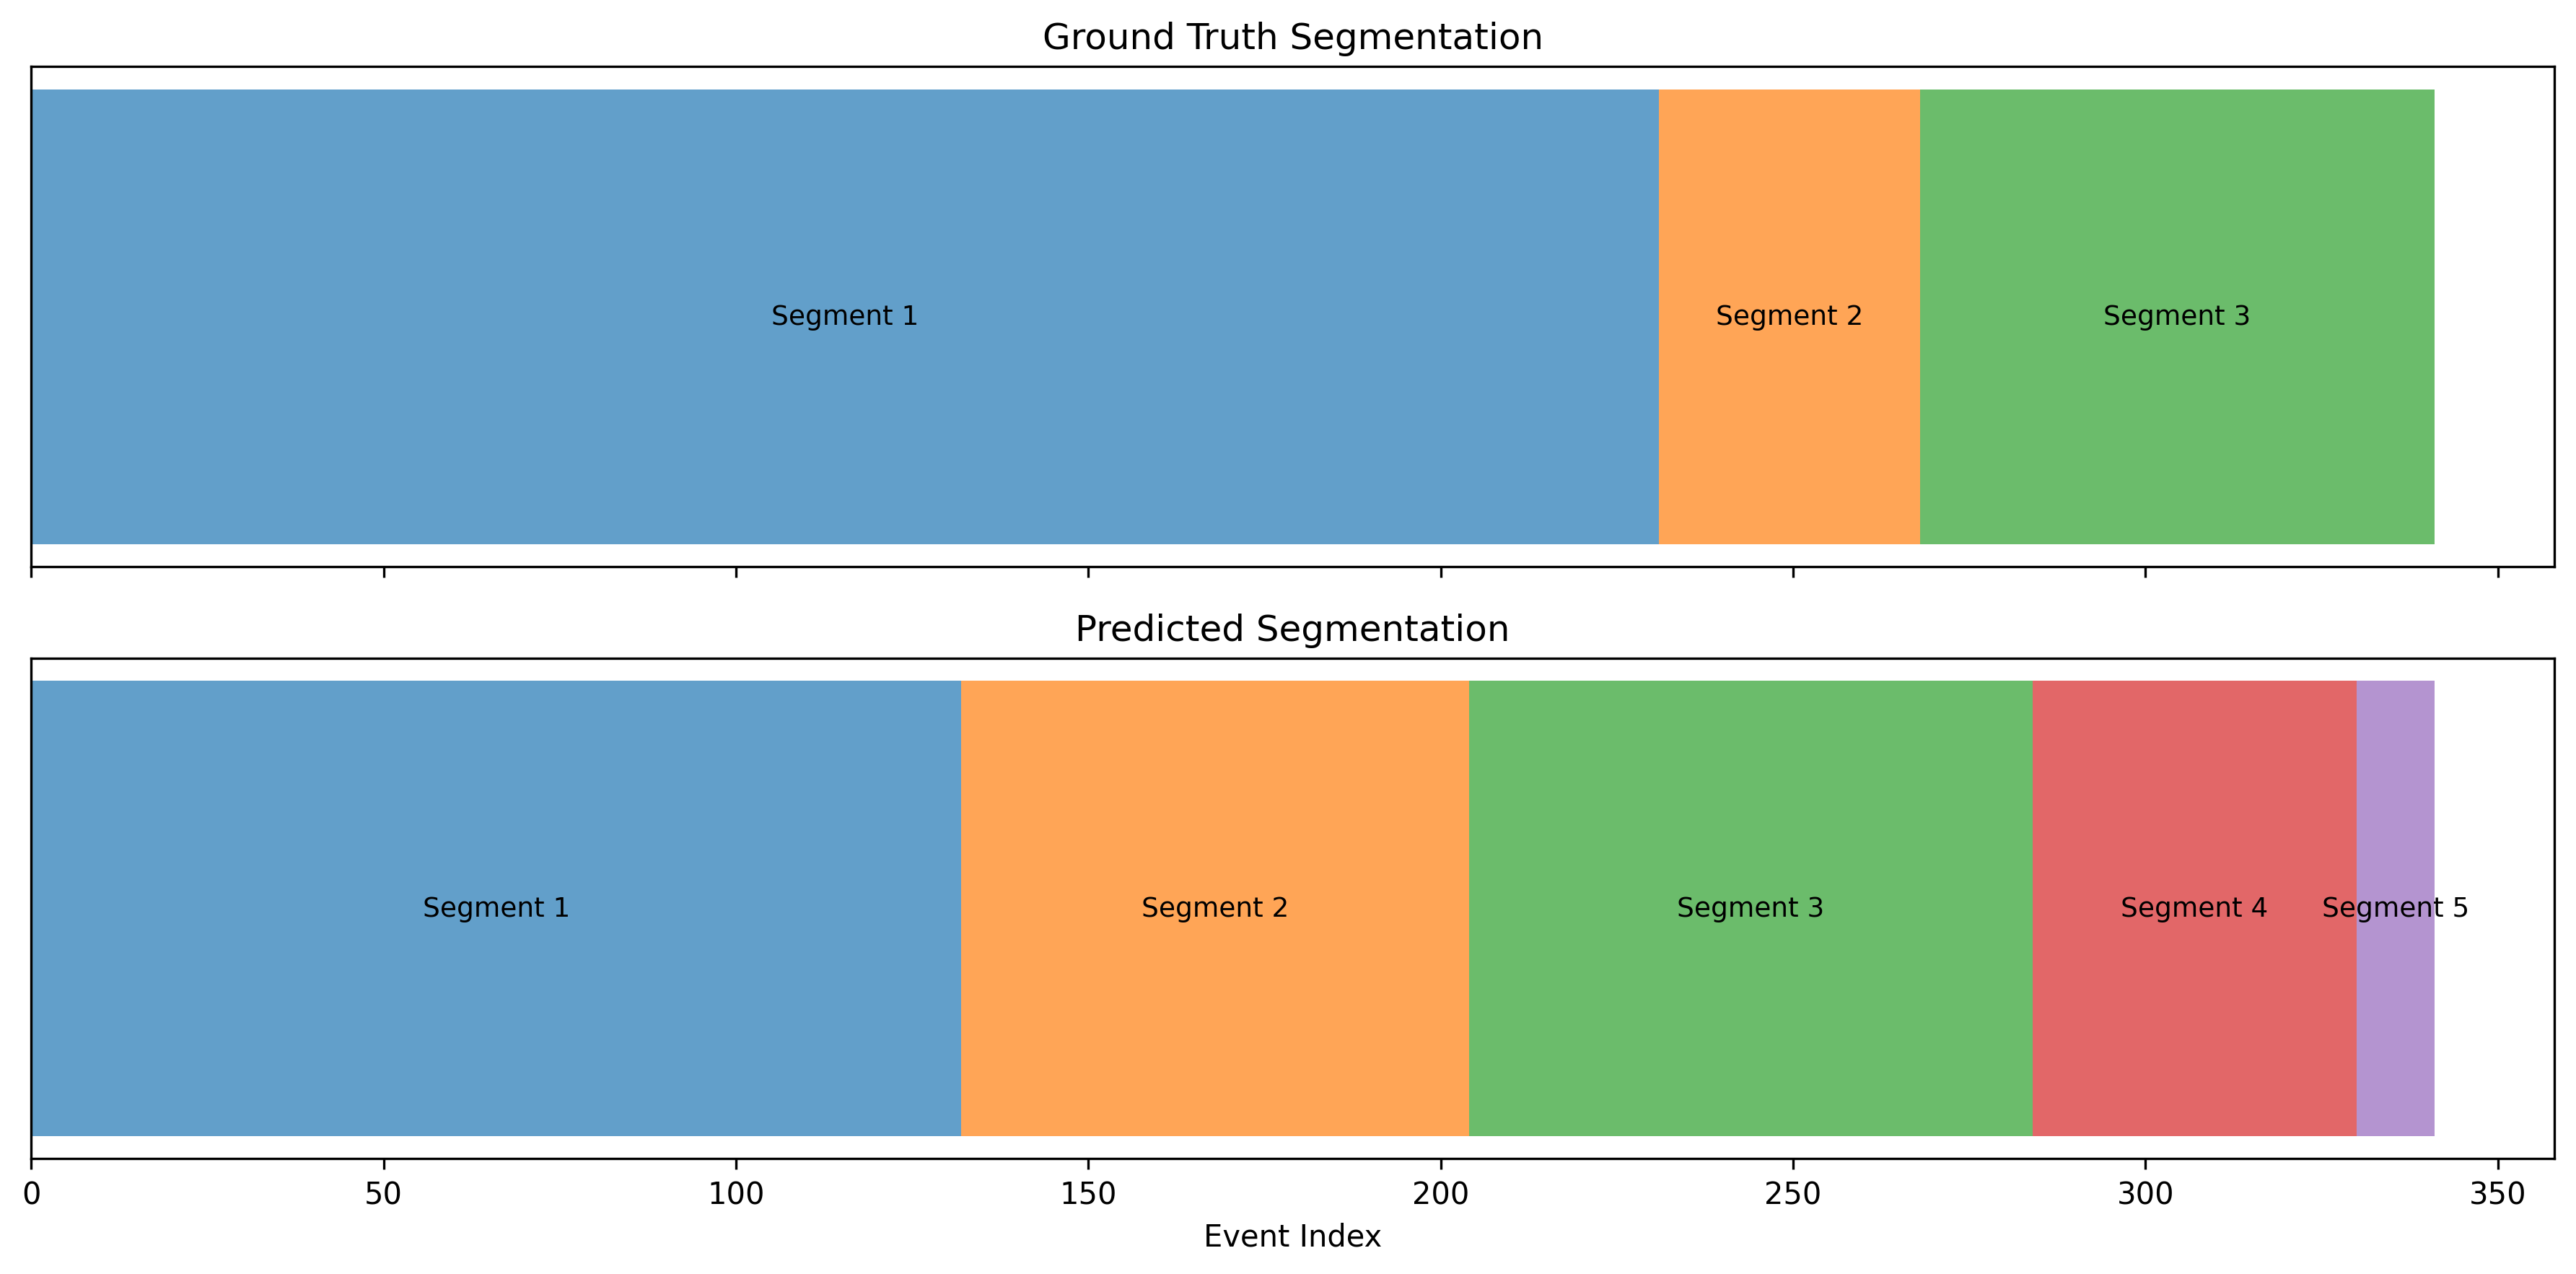 Ground Truth Segmentation
Segment 1 Segment 2 Segment 3
Predicted Segmentation
Segment 1 Segment 2 Segment 3 Segment 4 Segment 5
0 50 100 150 200 250 300 350
Event Index